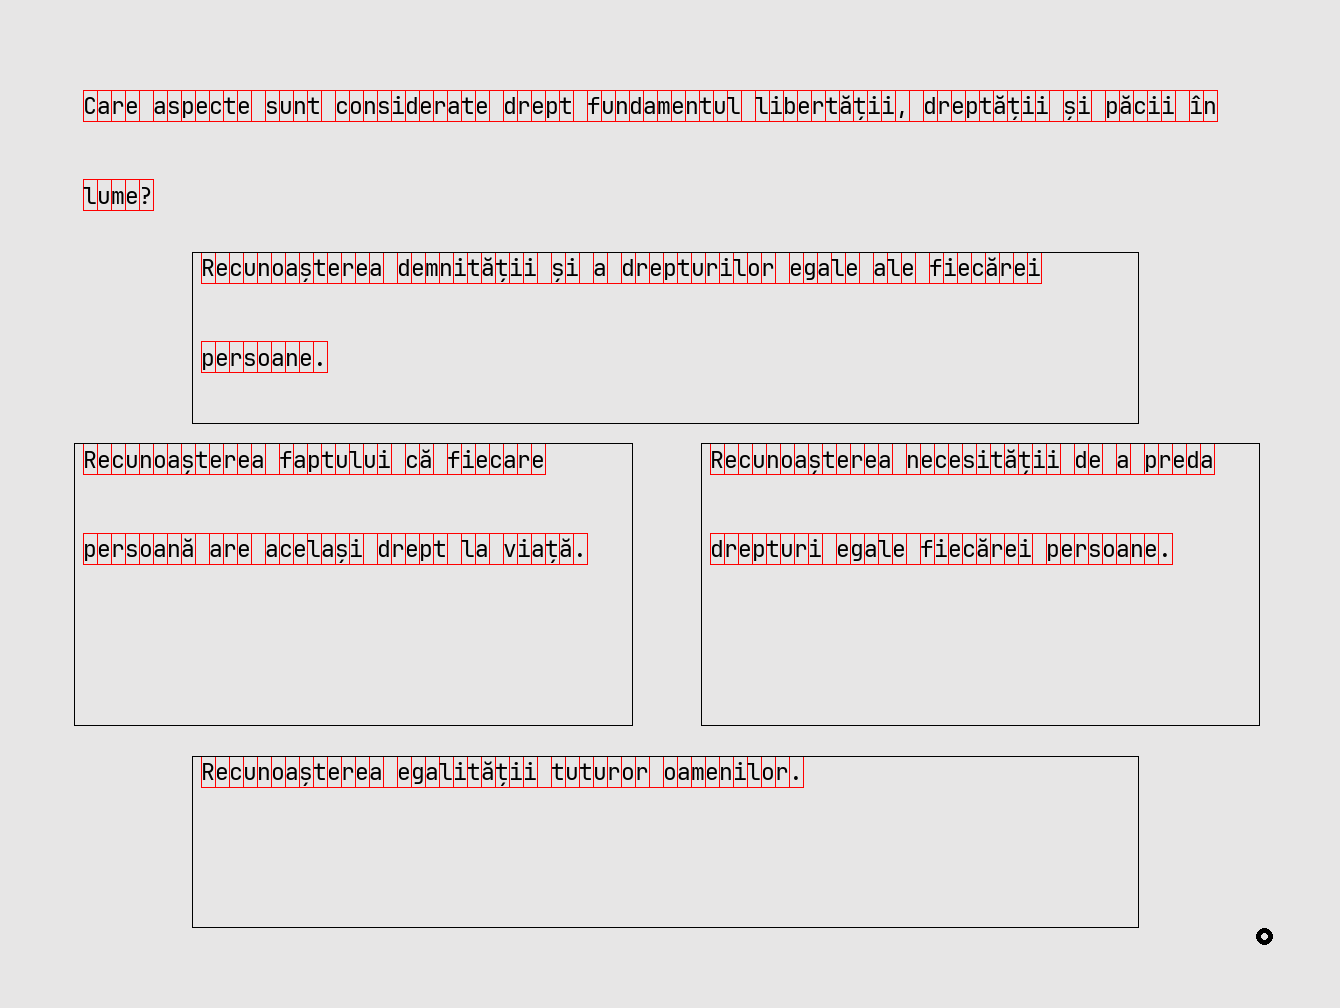 Care aspecte sunt considerate drept fundamentul libertății, dreptății și păcii în
lume?
Recunoașterea demnității și a drepturilor egale ale fiecărei
persoane.
Recunoașterea faptului că fiecare
persoană are același drept la viață.
Recunoașterea necesității de a preda
drepturi egale fiecărei persoane.
Recunoașterea egalității tuturor oamenilor.